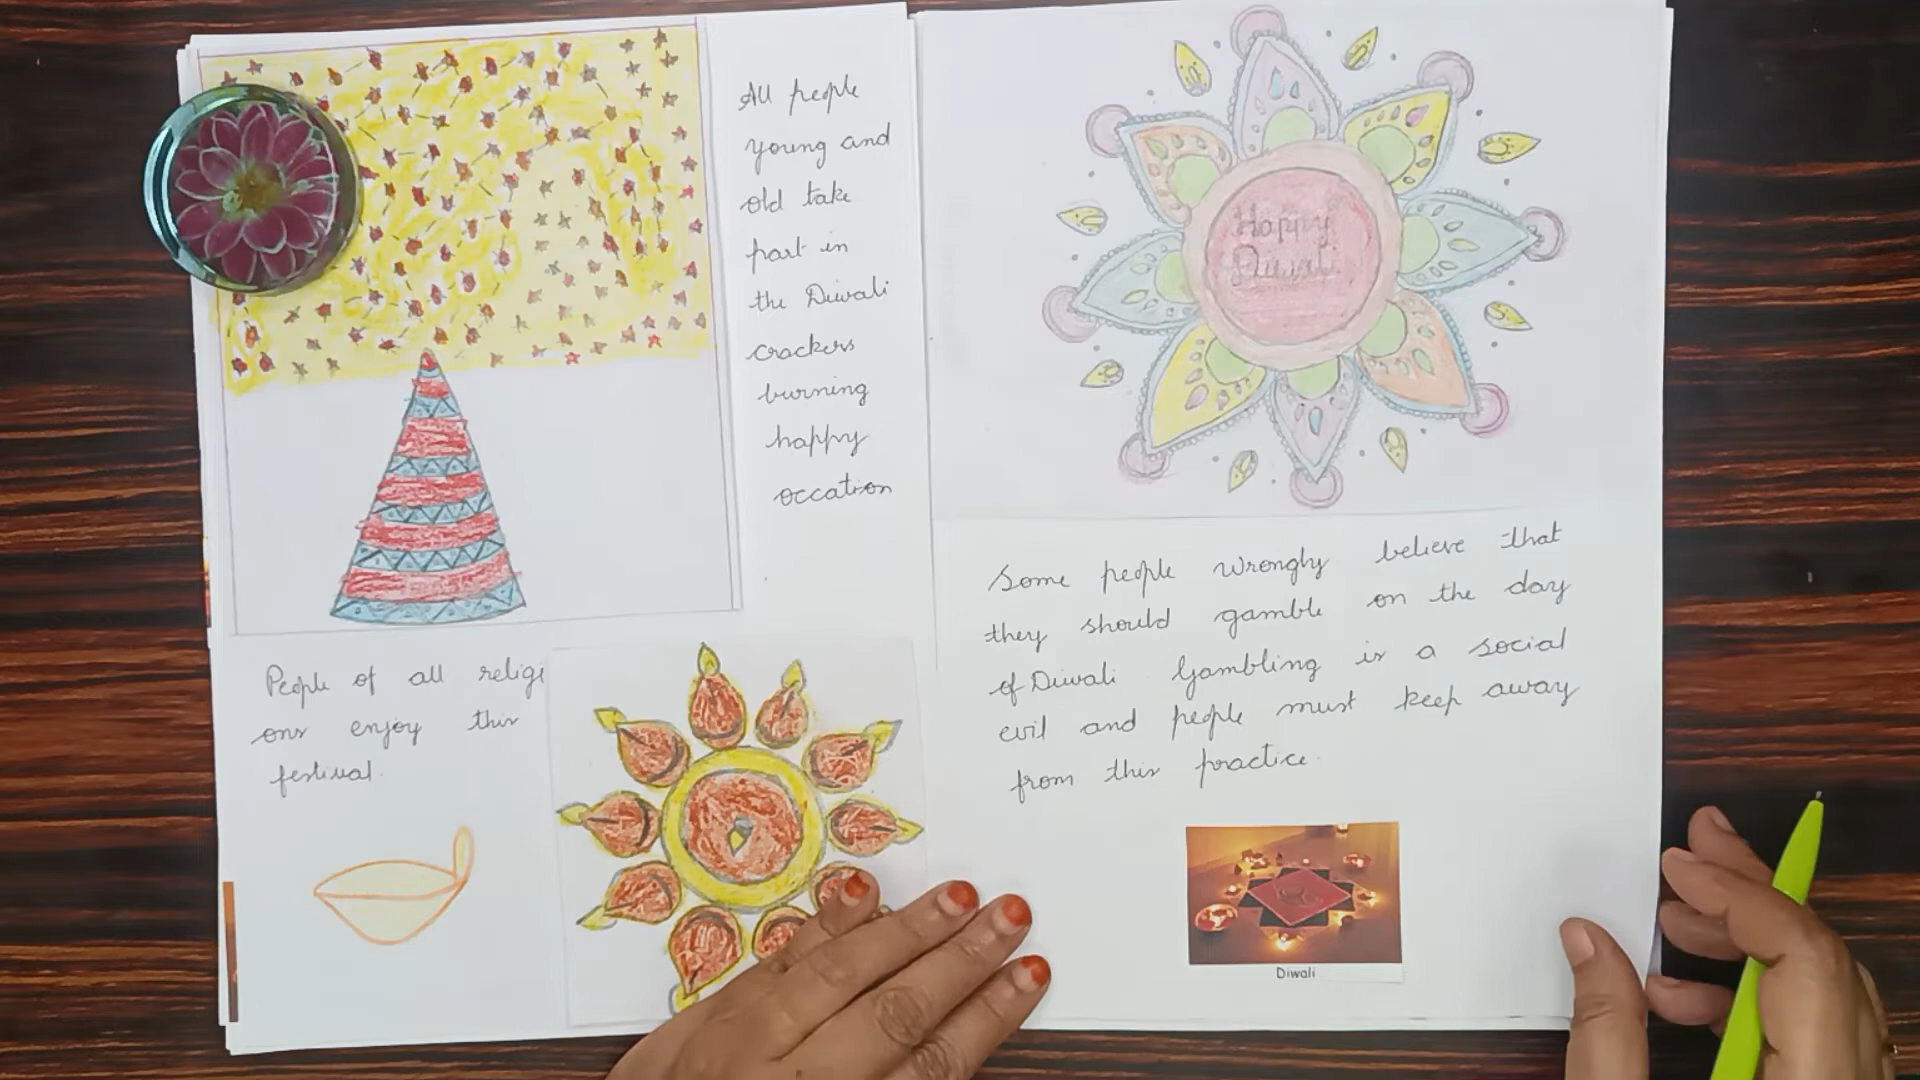 All people
young and
old take
part in
the Diwali
crackers
burning
happy
occation
People of all religi
ons enjoy this
festival.
Happy
Diwali
Some people wrongly believe that
they should gamble on the day
of Diwali. Gambling is a social
evil and people must keep away
from this practice.
Diwali